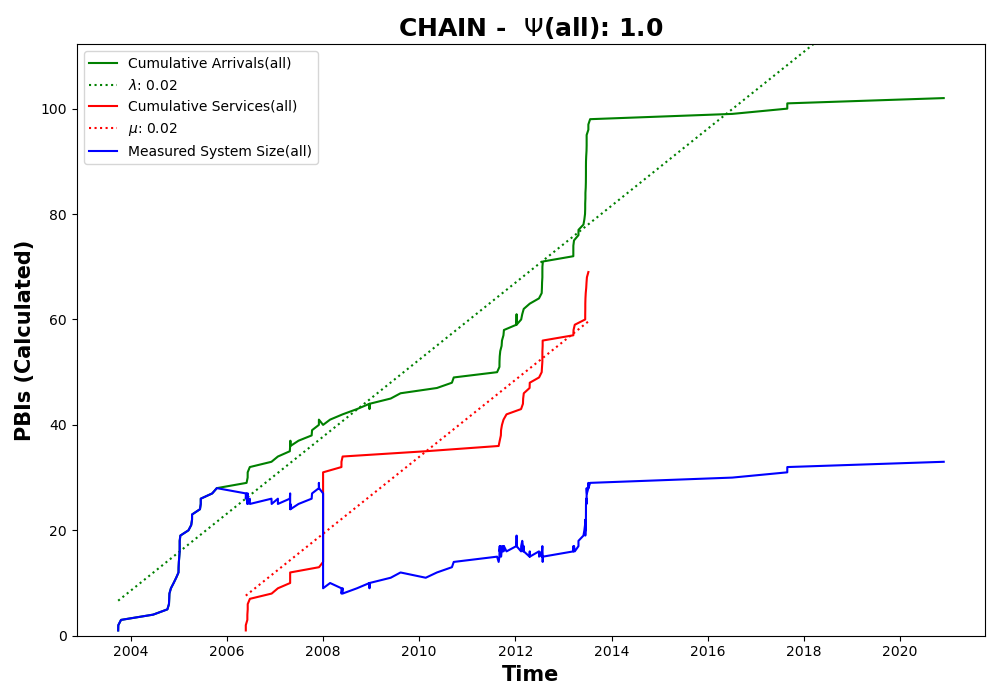 CHAIN - Ψ(all): 1.0
Cumulative Arrivals(all)
λ: 0.02
Cumulative Services(all)
μ: 0.02
Measured System Size(all)
PBIs (Calculated)
100
80
60
40
20
0
2004 2006 2008 2010 2012 2014 2016 2018 2020
Time